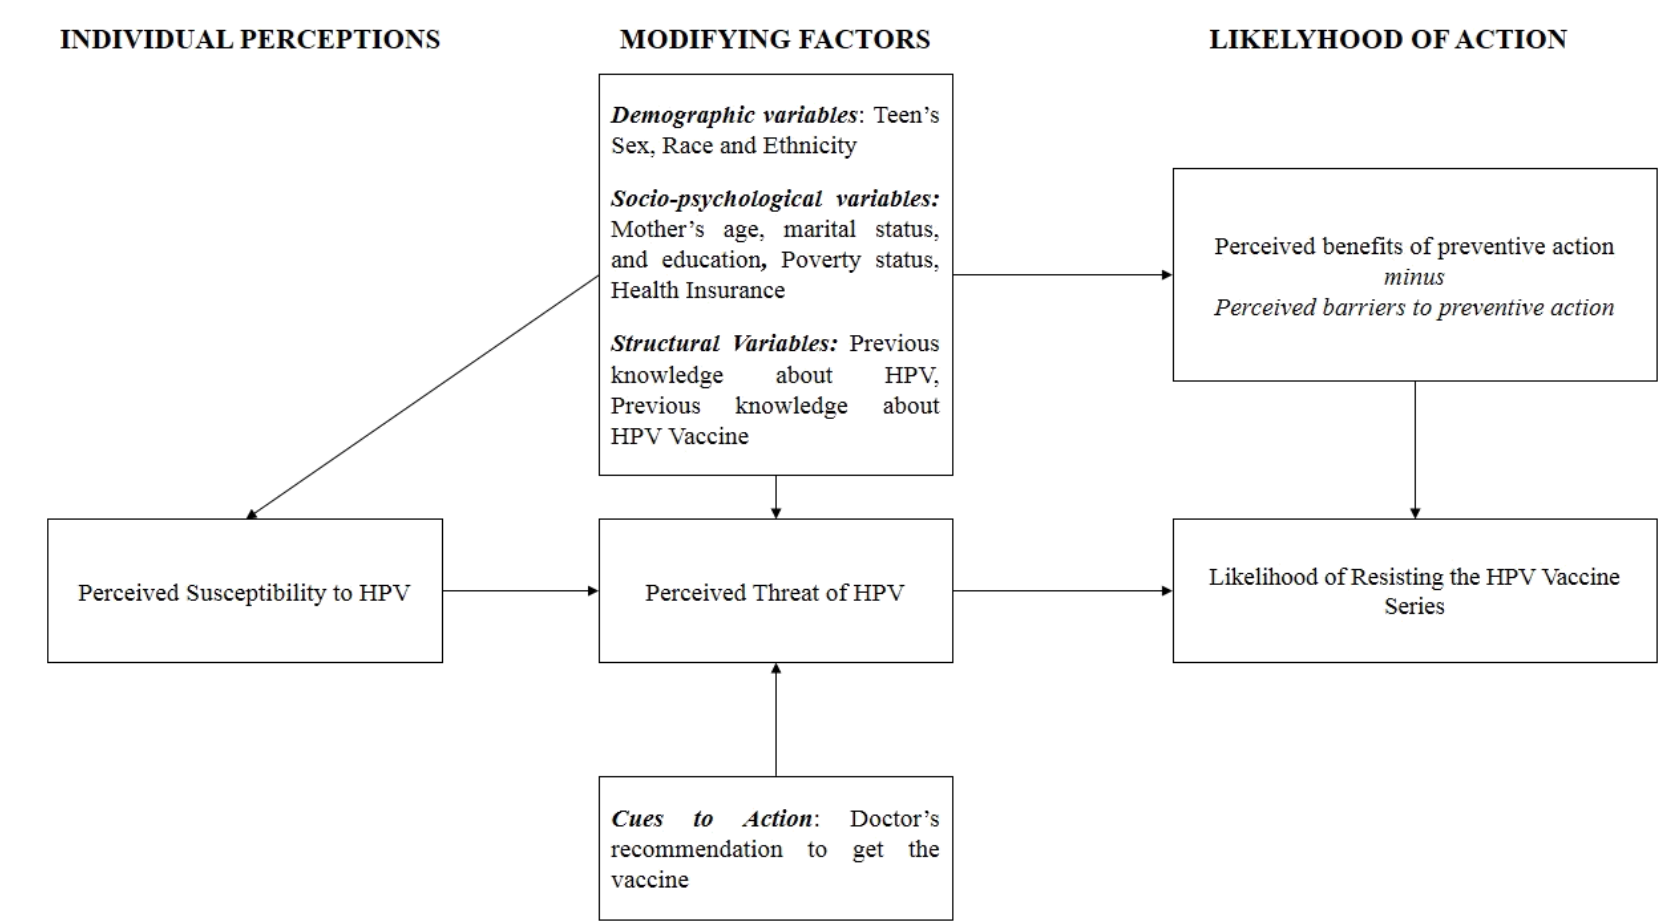 INDIVIDUAL PERCEPTIONS
MODIFYING FACTORS
LIKELYHOOD OF ACTION
Demographic variables: Teen's
Sex, Race and Ethnicity
Socio-psychological variables:
Mother's age, marital status,
and education, Poverty status,
Health Insurance
Structural Variables: Previous
knowledge about HPV,
Previous knowledge about
HPV Vaccine
Perceived benefits of preventive action
minus
Perceived barriers to preventive action
Perceived Susceptibility to HPV
Perceived Threat of HPV
Likelihood of Resisting the HPV Vaccine
Series
Cues to Action: Doctor's
recommendation to get the
vaccine